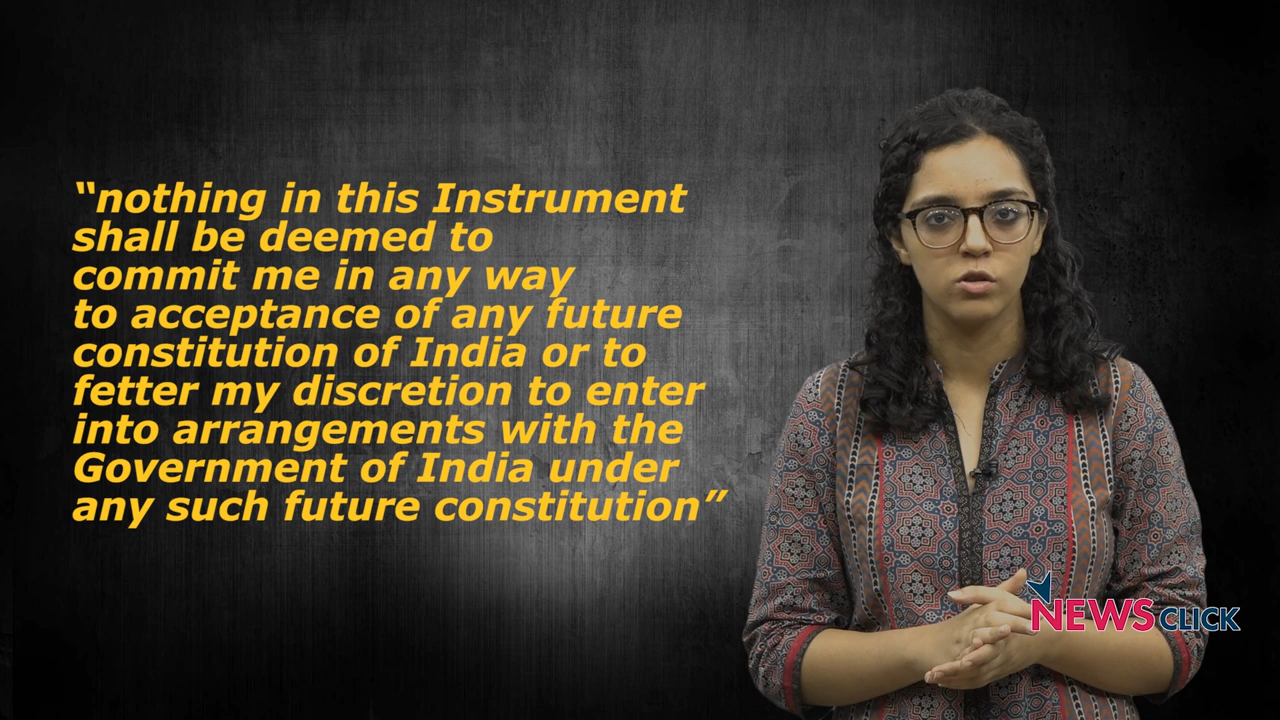 “nothing in this Instrument
shall be deemed to
commit me in any way
to acceptance of any future
constitution of India or to
fetter my discretion to enter
into arrangements with the
Government of India under
any such future constitution”
NEWSCLICK